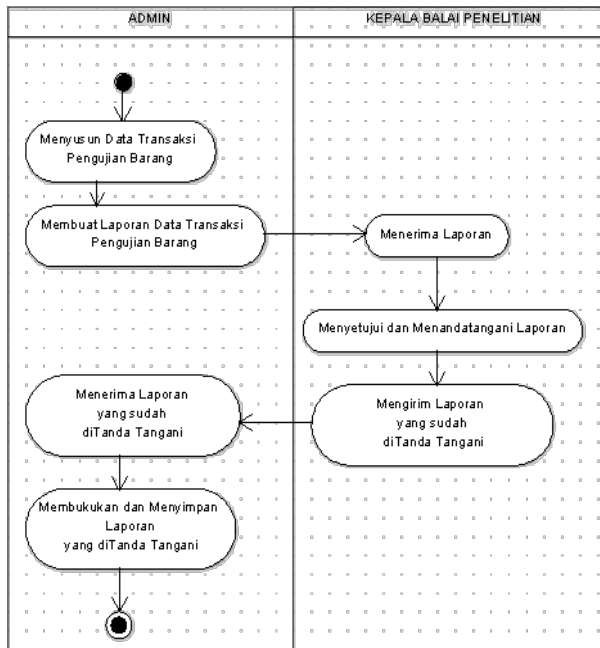 ADMIN
KEPALA BALAI PENELITIAN
Menyusun Data Transaksi
Pengujian Barang
Membuat Laporan Data Transaksi
Pengujian Barang
Menerima Laporan
Menyetujui dan Menandatangani Laporan
Mengirim Laporan
yang sudah
diTanda Tangani
Menerima Laporan
yang sudah
diTanda Tangani
Membukukan dan Menyimpan
Laporan
yang diTanda Tangani